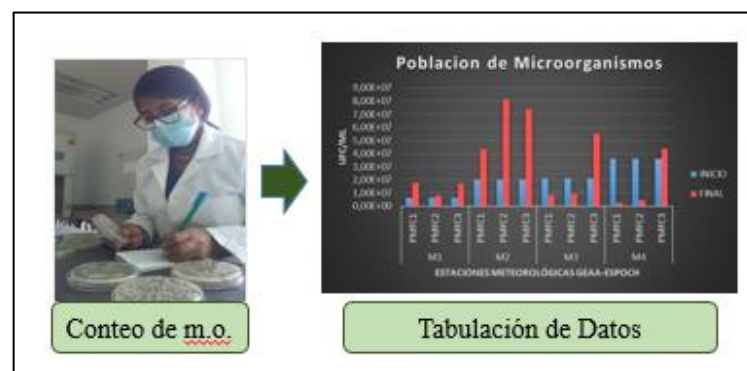 Poblacion de Microorganismos
9,00E+07
8,00E+07
7,00E+07
6,00E+07
5,00E+07
4,00E+07
3,00E+07
2,00E+07
1,00E+07
0,00E+00
UFC/ML
INICIO
FINAL
PMFC1
PMFC2
PMFC3
PMFC1
PMFC2
PMFC3
PMFC1
PMFC2
PMFC3
PMFC1
PMFC2
PMFC3
M1
M2
M3
M4
ESTACIONES METEOROLÓGICAS GEAA-ESPOCH
Conteo de m.o.
Tabulación de Datos